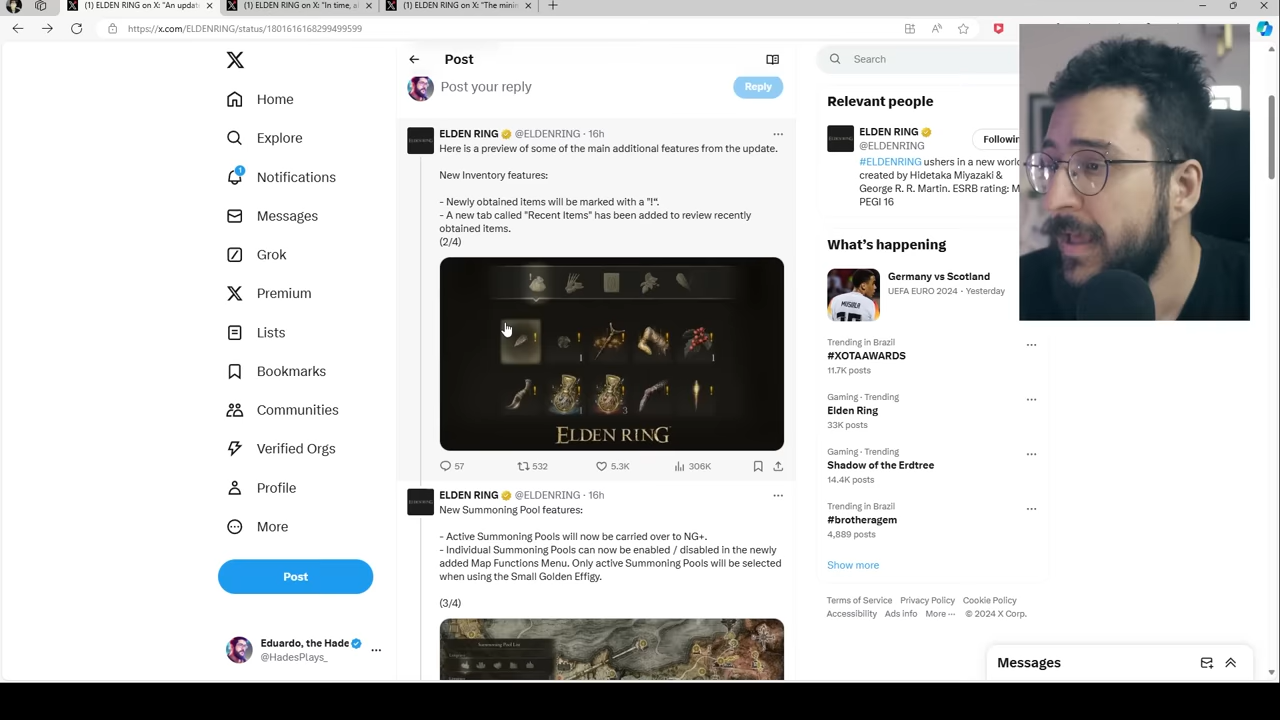 (1) ELDEN RING on X: "An updat
(1) ELDEN RING on X: "In time, a
(1) ELDEN RING on X: "The mini
https://x.com/ELDENRING/status/1801616168299499599
Home
Explore
1
Notifications
Messages
Grok
Premium
Lists
Bookmarks
Communities
Verified Orgs
Profile
More
Post
Eduardo, the Hade
@HadesPlays_
Post
Post your reply
Reply
ELDEN RING @ELDENRING · 16h
Here is a preview of some of the main additional features from the update.
New Inventory features:
- Newly obtained items will be marked with a "!".
- A new tab called "Recent Items" has been added to review recently
obtained items.
(2/4)
ELDEN RING
57
532
5.3K
306K
ELDEN RING @ELDENRING · 16h
New Summoning Pool features:
- Active Summoning Pools will now be carried over to NG+.
- Individual Summoning Pools can now be enabled / disabled in the newly
added Map Functions Menu. Only active Summoning Pools will be selected
when using the Small Golden Effigy.
(3/4)
Summoning Pool List
Search
Relevant people
ELDEN RING
@ELDENRING
Followin
#ELDENRING ushers in a new world
created by Hidetaka Miyazaki &
George R. R. Martin. ESRB rating: M
PEGI 16
What's happening
Germany vs Scotland
UEFA EURO 2024 · Yesterday
Trending in Brazil
#XOTAAWARDS
11.7K posts
Gaming · Trending
Elden Ring
33K posts
Gaming · Trending
Shadow of the Erdtree
14.4K posts
Trending in Brazil
#brotheragem
4,889 posts
Show more
Terms of Service Privacy Policy Cookie Policy
Accessibility Ads info More ··· © 2024 X Corp.
Messages